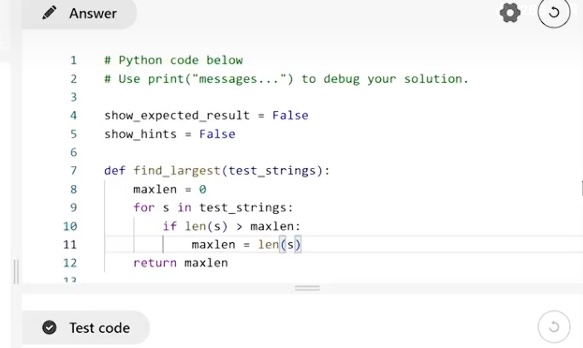 Answer
1 # Python code below
2 # Use print("messages...") to debug your solution.
3
4 show_expected_result = False
5 show_hints = False
6
7 def find_largest(test_strings):
8     maxlen = 0
9     for s in test_strings:
10         if len(s) > maxlen:
11             maxlen = len(s)
12     return maxlen
13
Test code